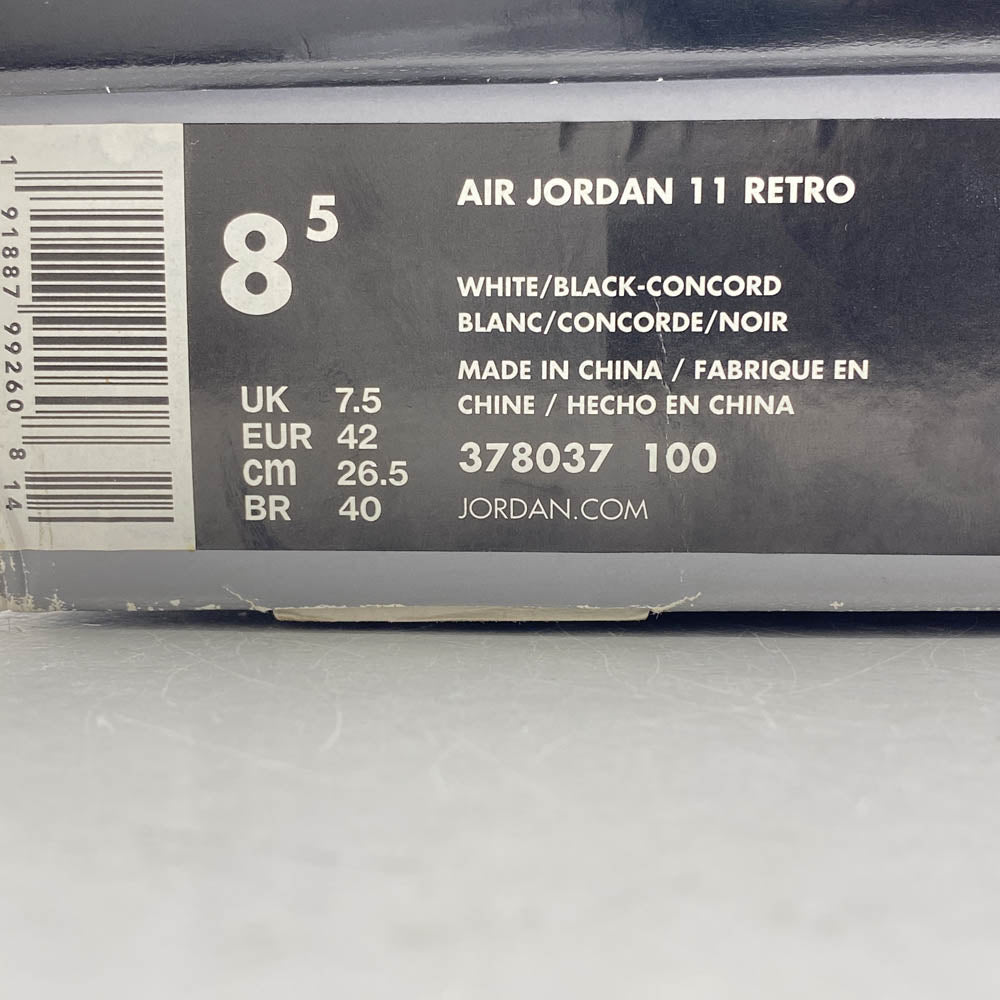 1 91887 99260 8 14
8 5
UK 7.5
EUR 42
cm 26.5
BR 40
AIR JORDAN 11 RETRO
WHITE/BLACK-CONCORD
BLANC/CONCORDE/NOIR
MADE IN CHINA / FABRIQUE EN
CHINE / HECHO EN CHINA
378037 100
JORDAN.COM